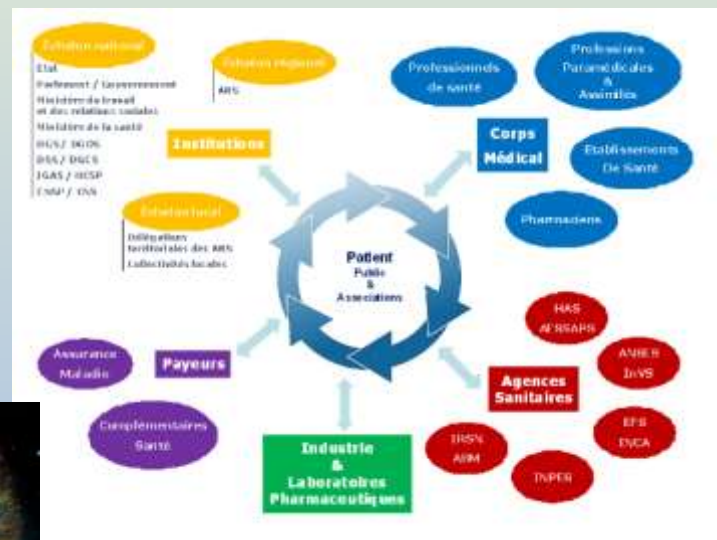 Echelon national
Etat
Parlement / Gouvernement
Ministère du travail
et des relations sociales
Ministère de la santé
DGS/ DGOS
DSS/ DGCS
IGAS / HCSP
Echelon régional
ARS
Institutions
Echelon local
Délégations
territoriales des ARS
Collectivités locales
Professionnels
de santé
Professions
Paramédicales
&
Assimilés
Corps
Médical
Etablissements
De Santé
Pharmaciens
Patient
Public
&
Associations
Assurance
Maladie
Payeurs
Complémentaires
Santé
Industrie
&
Laboratoires
Pharmaceutiques
Agences
Sanitaires
HAS
AFSSAPS
ANSES
InVS
EFS
INCA
IRSN
ABM
INPES